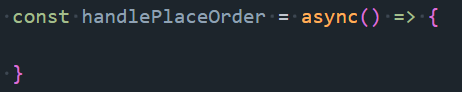 const handlePlaceOrder = async() => {
}